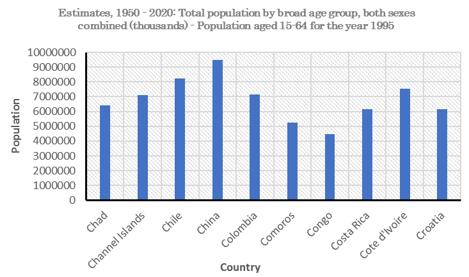 Estimates, 1950 - 2020: Total population by broad age group, both sexes
combined (thousands) - Population aged 15-64 for the year 1995
10000000
9000000
8000000
7000000
6000000
5000000
4000000
3000000
2000000
1000000
0
Population
Chad
Channel Islands
Chile
China
Colombia
Comoros
Congo
Costa Rica
Cote d'Ivoire
Croatia
Country